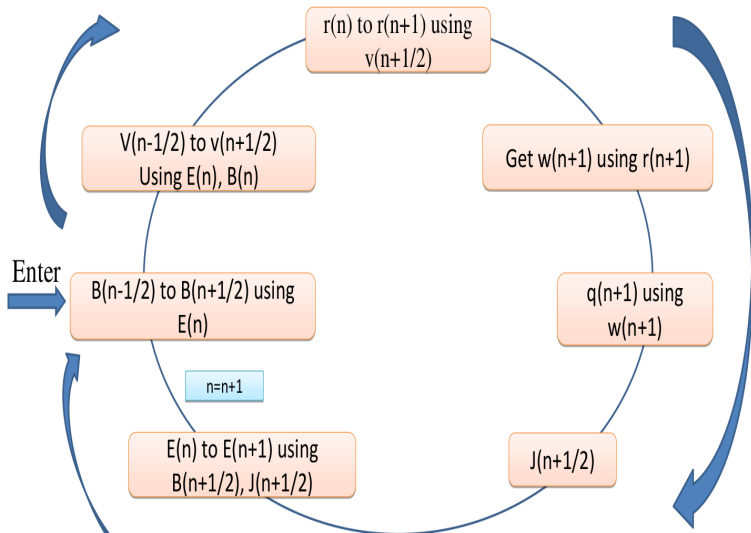 r(n) to r(n+1) using
v(n+1/2)
V(n-1/2) to v(n+1/2)
Using E(n), B(n)
Get w(n+1) using r(n+1)
Enter
B(n-1/2) to B(n+1/2) using
E(n)
q(n+1) using
w(n+1)
n=n+1
E(n) to E(n+1) using
B(n+1/2), J(n+1/2)
J(n+1/2)